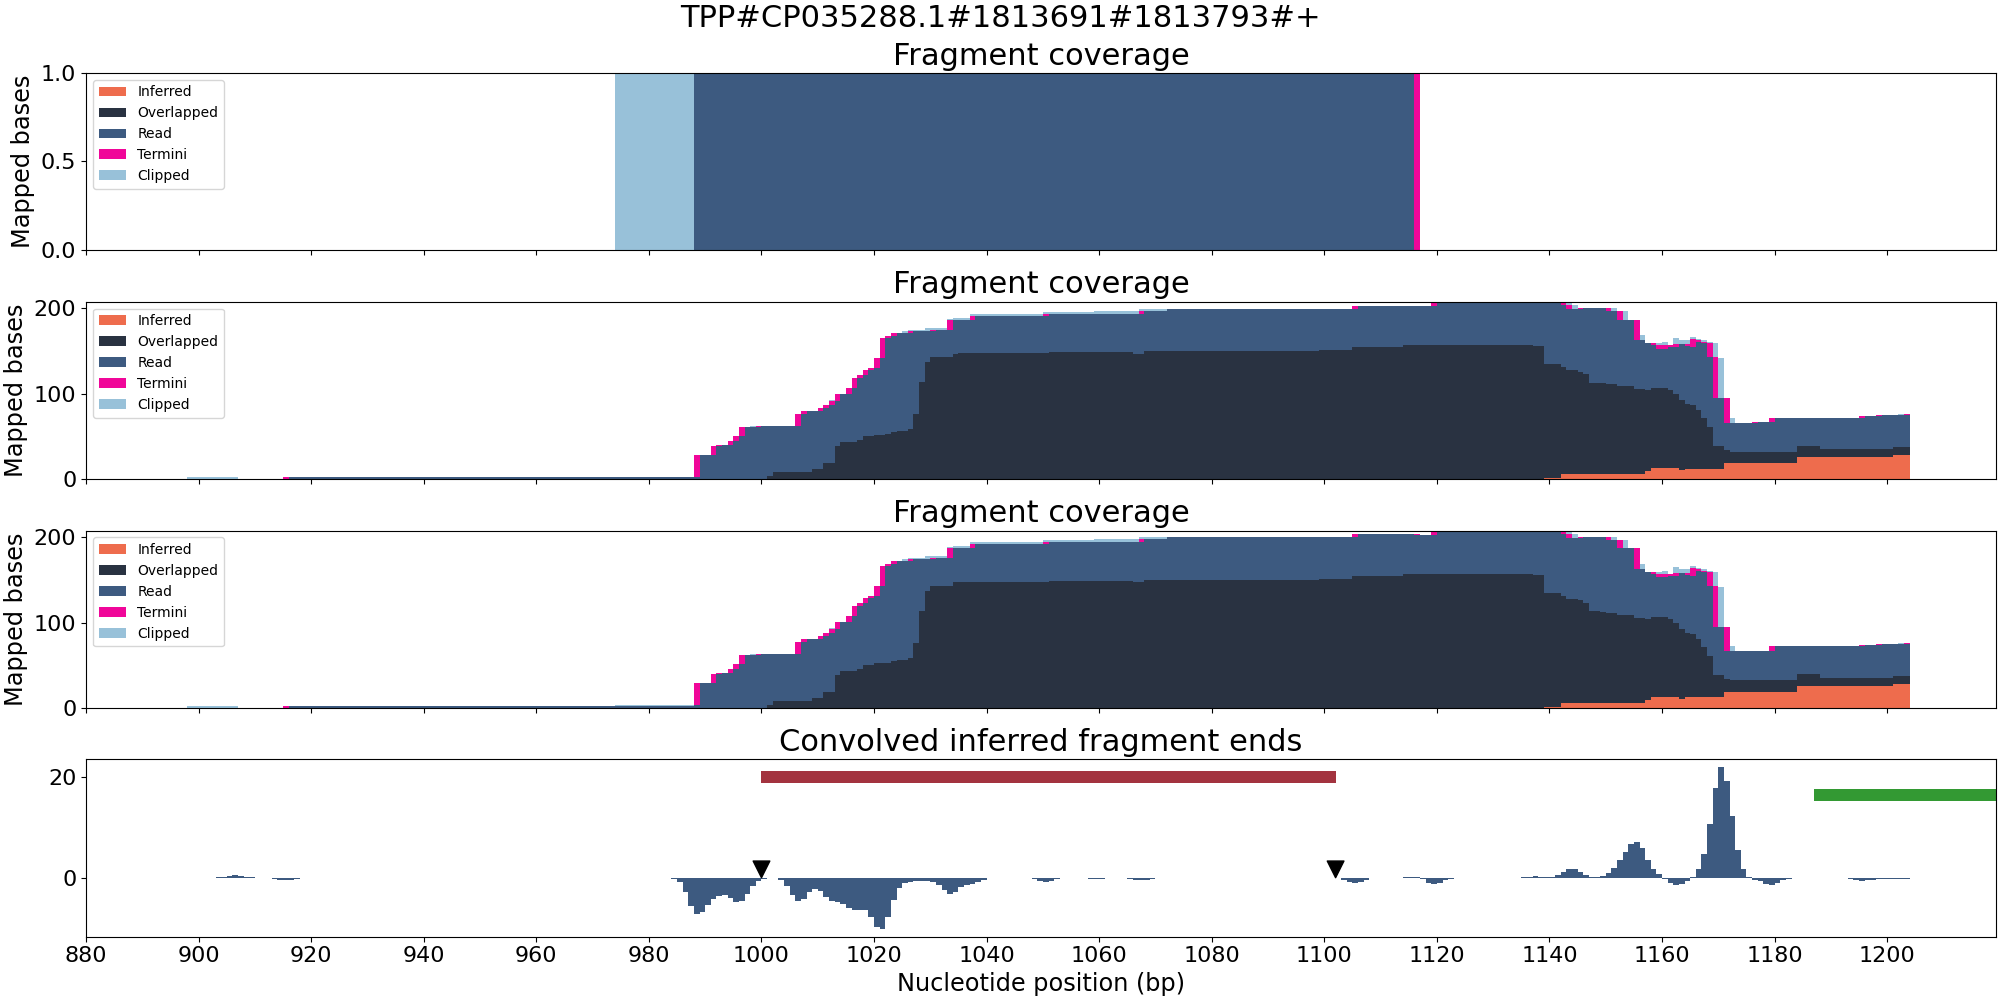 TPP#CP035288.1#1813691#1813793#+
Fragment coverage
Mapped bases
1.0
0.5
0.0
Inferred
Overlapped
Read
Termini
Clipped
Fragment coverage
Mapped bases
200
100
0
Inferred
Overlapped
Read
Termini
Clipped
Fragment coverage
Mapped bases
200
100
0
Inferred
Overlapped
Read
Termini
Clipped
Convolved inferred fragment ends
20
0
880 900 920 940 960 980 1000 1020 1040 1060 1080 1100 1120 1140 1160 1180 1200
Nucleotide position (bp)